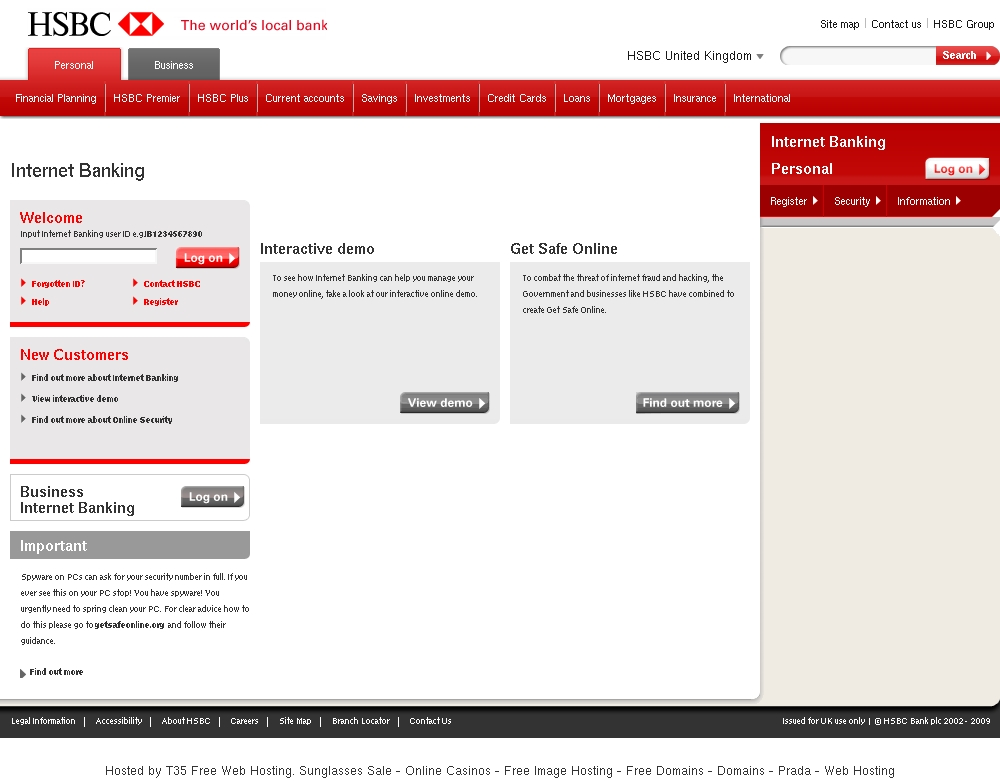 HSBC The world's local bank
Site map Contact us HSBC Group
HSBC United Kingdom Search
Personal Business
Financial Planning HSBC Premier HSBC Plus Current accounts Savings Investments Credit Cards Loans Mortgages Insurance International
Internet Banking
Personal Log on
Register Security Information
Internet Banking
Welcome
Input Internet Banking user ID e.g.IB1234567890
Log on
Forgotten ID? Contact HSBC
Help Register
New Customers
Find out more about Internet Banking
View interactive demo
Find out more about Online Security
Business
Internet Banking
Log on
Important
Spyware on PCs can ask for your security number in full. If you
ever see this on your PC stop! You have spyware! You
urgently need to spring clean your PC. For clear advice how to
do this please go to getsafeonline.org and follow their
guidance.
Find out more
Interactive demo
To see how Internet Banking can help you manage your
money online, take a look at our interactive online demo.
View demo
Get Safe Online
To combat the threat of internet fraud and hacking, the
Government and businesses like HSBC have combined to
create Get Safe Online.
Find out more
Legal Information | Accessibility | About HSBC | Careers | Site Map | Branch Locator | Contact Us
Issued for UK use only | © HSBC Bank plc 2002 - 2009
Hosted by T35 Free Web Hosting. Sunglasses Sale - Online Casinos - Free Image Hosting - Free Domains - Domains - Prada - Web Hosting